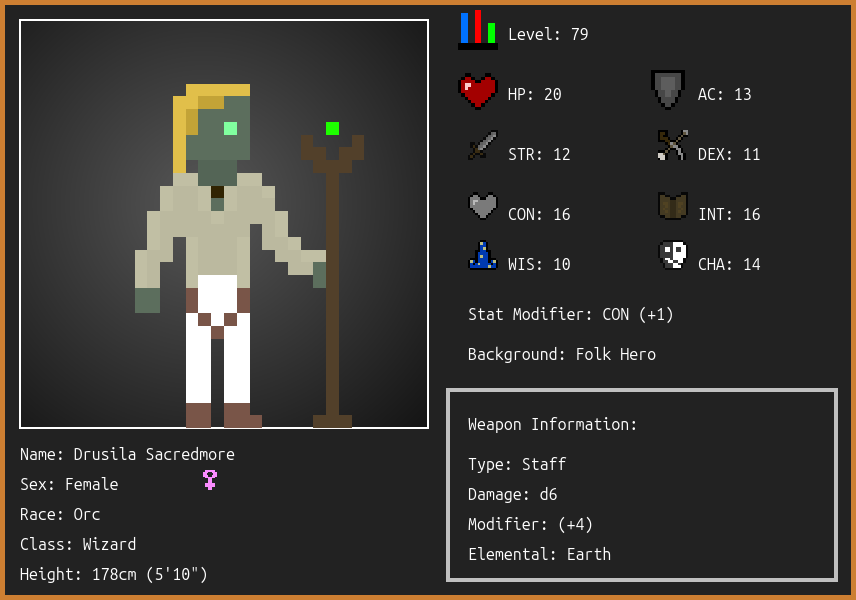 Level: 79
HP: 20
AC: 13
STR: 12
DEX: 11
CON: 16
INT: 16
WIS: 10
CHA: 14
Stat Modifier: CON (+1)
Background: Folk Hero
Weapon Information:
Type: Staff
Damage: d6
Modifier: (+4)
Elemental: Earth
Name: Drusila Sacredmore
Sex: Female
Race: Orc
Class: Wizard
Height: 178cm (5'10")